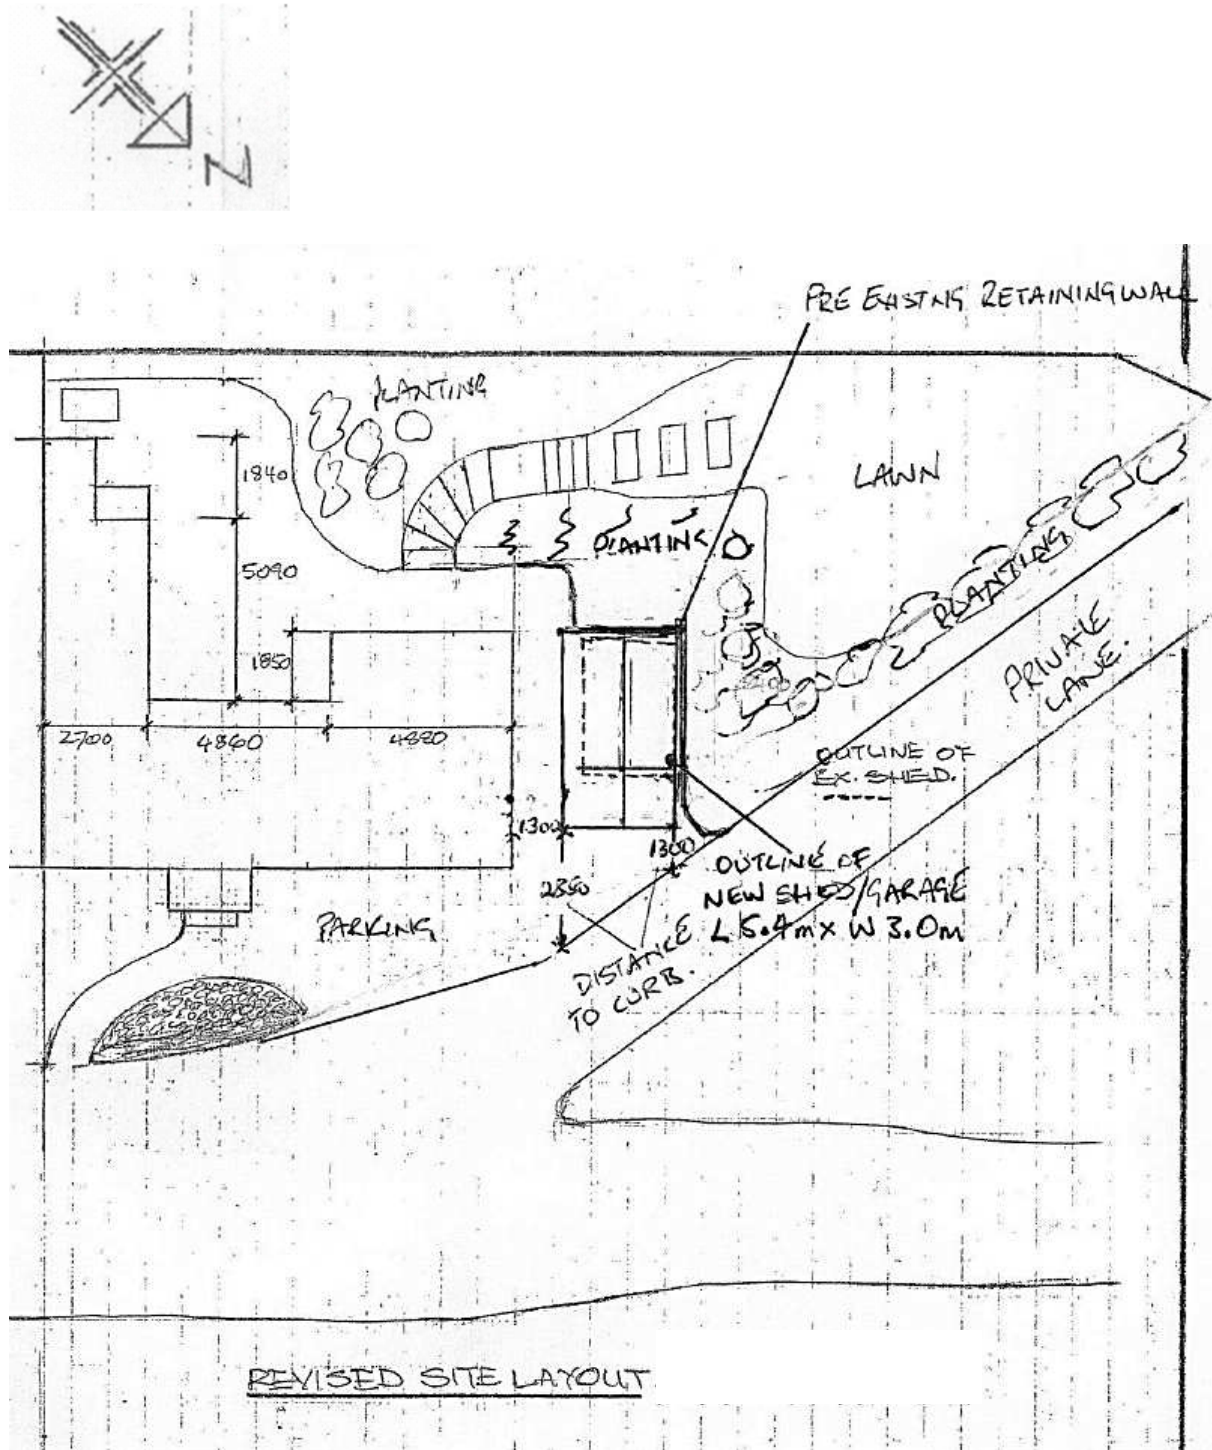 N
PRE EXISTNG RETAINING WALL
PLANTING
1840
LAWN
PLANTING
5090
PLANTING
1850
PRIVATE
LANE.
2700
4860
4820
OUTLINE OF
EX. SHED.
1300
1300
OUTLINE OF
NEW SHED/GARAGE
L 5.4m x W 3.0m
2850
PARKING
DISTANCE
TO CURB.
REVISED SITE LAYOUT